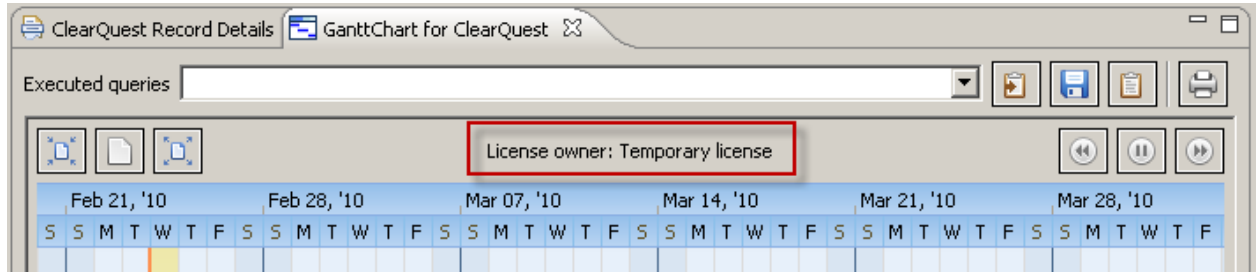 ClearQuest Record Details GanttChart for ClearQuest
Executed queries
License owner: Temporary license
Feb 21, '10 Feb 28, '10 Mar 07, '10 Mar 14, '10 Mar 21, '10 Mar 28, '10
S S M T W T F S S M T W T F S S M T W T F S S M T W T F S S M T W T F S S M T W T F